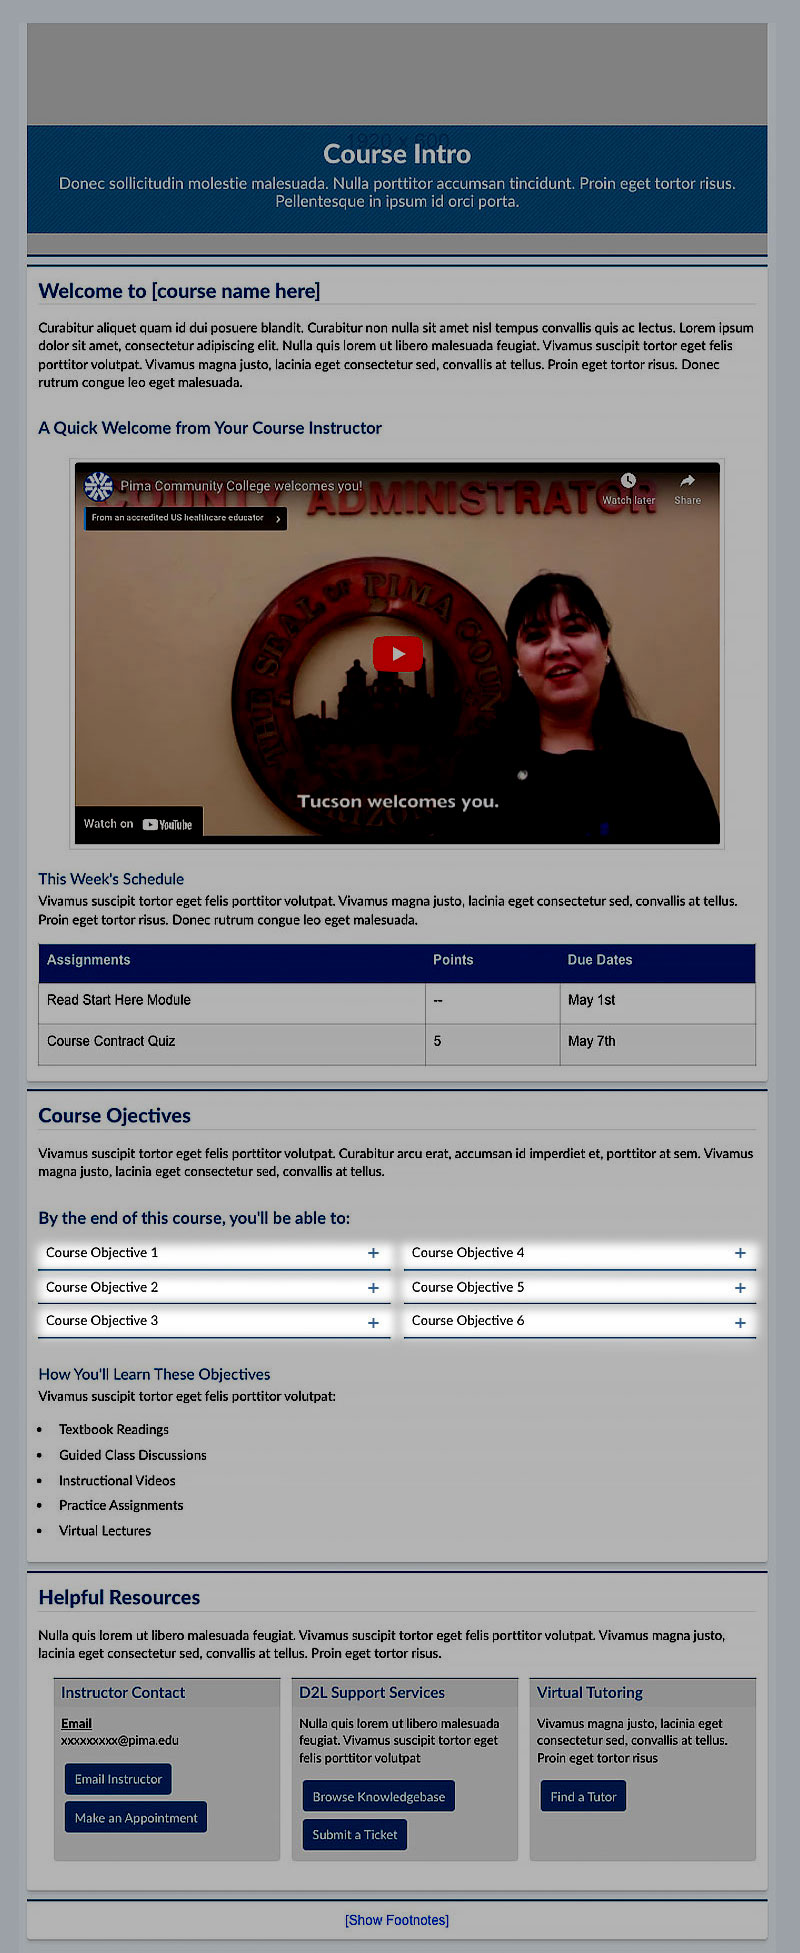 1920 x 600
Course Intro
Donec sollicitudin molestie malesuada. Nulla porttitor accumsan tincidunt. Proin eget tortor risus.
Pellentesque in ipsum id orci porta.
Welcome to [course name here]
Curabitur aliquet quam id dui posuere blandit. Curabitur non nulla sit amet nisl tempus convallis quis ac lectus. Lorem ipsum
dolor sit amet, consectetur adipiscing elit. Nulla quis lorem ut libero malesuada feugiat. Vivamus suscipit tortor eget felis
porttitor volutpat. Vivamus magna justo, lacinia eget consectetur sed, convallis at tellus. Proin eget tortor risus. Donec
rutrum congue leo eget malesuada.
A Quick Welcome from Your Course Instructor
Pima Community College welcomes you!
Watch later
Share
COUNTY ADMINISTRATOR
From an accredited US healthcare educator
THE SEAL OF PIMA COUN
Tucson welcomes you.
Watch on YouTube
This Week's Schedule
Vivamus suscipit tortor eget felis porttitor volutpat. Vivamus magna justo, lacinia eget consectetur sed, convallis at tellus.
Proin eget tortor risus. Donec rutrum congue leo eget malesuada.
Assignments Points Due Dates
Read Start Here Module -- May 1st
Course Contract Quiz 5 May 7th
Course Ojectives
Vivamus suscipit tortor eget felis porttitor volutpat. Curabitur arcu erat, accumsan id imperdiet et, porttitor at sem. Vivamus
magna justo, lacinia eget consectetur sed, convallis at tellus.
By the end of this course, you'll be able to:
Course Objective 1 +
Course Objective 2 +
Course Objective 3 +
Course Objective 4 +
Course Objective 5 +
Course Objective 6 +
How You'll Learn These Objectives
Vivamus suscipit tortor eget felis porttitor volutpat:
• Textbook Readings
• Guided Class Discussions
• Instructional Videos
• Practice Assignments
• Virtual Lectures
Helpful Resources
Nulla quis lorem ut libero malesuada feugiat. Vivamus suscipit tortor eget felis porttitor volutpat. Vivamus magna justo,
lacinia eget consectetur sed, convallis at tellus. Proin eget tortor risus.
Instructor Contact
Email
xxxxxxxxx@pima.edu
Email Instructor
Make an Appointment
D2L Support Services
Nulla quis lorem ut libero malesuada
feugiat. Vivamus suscipit tortor eget
felis porttitor volutpat
Browse Knowledgebase
Submit a Ticket
Virtual Tutoring
Vivamus magna justo, lacinia eget
consectetur sed, convallis at tellus.
Proin eget tortor risus
Find a Tutor
[Show Footnotes]